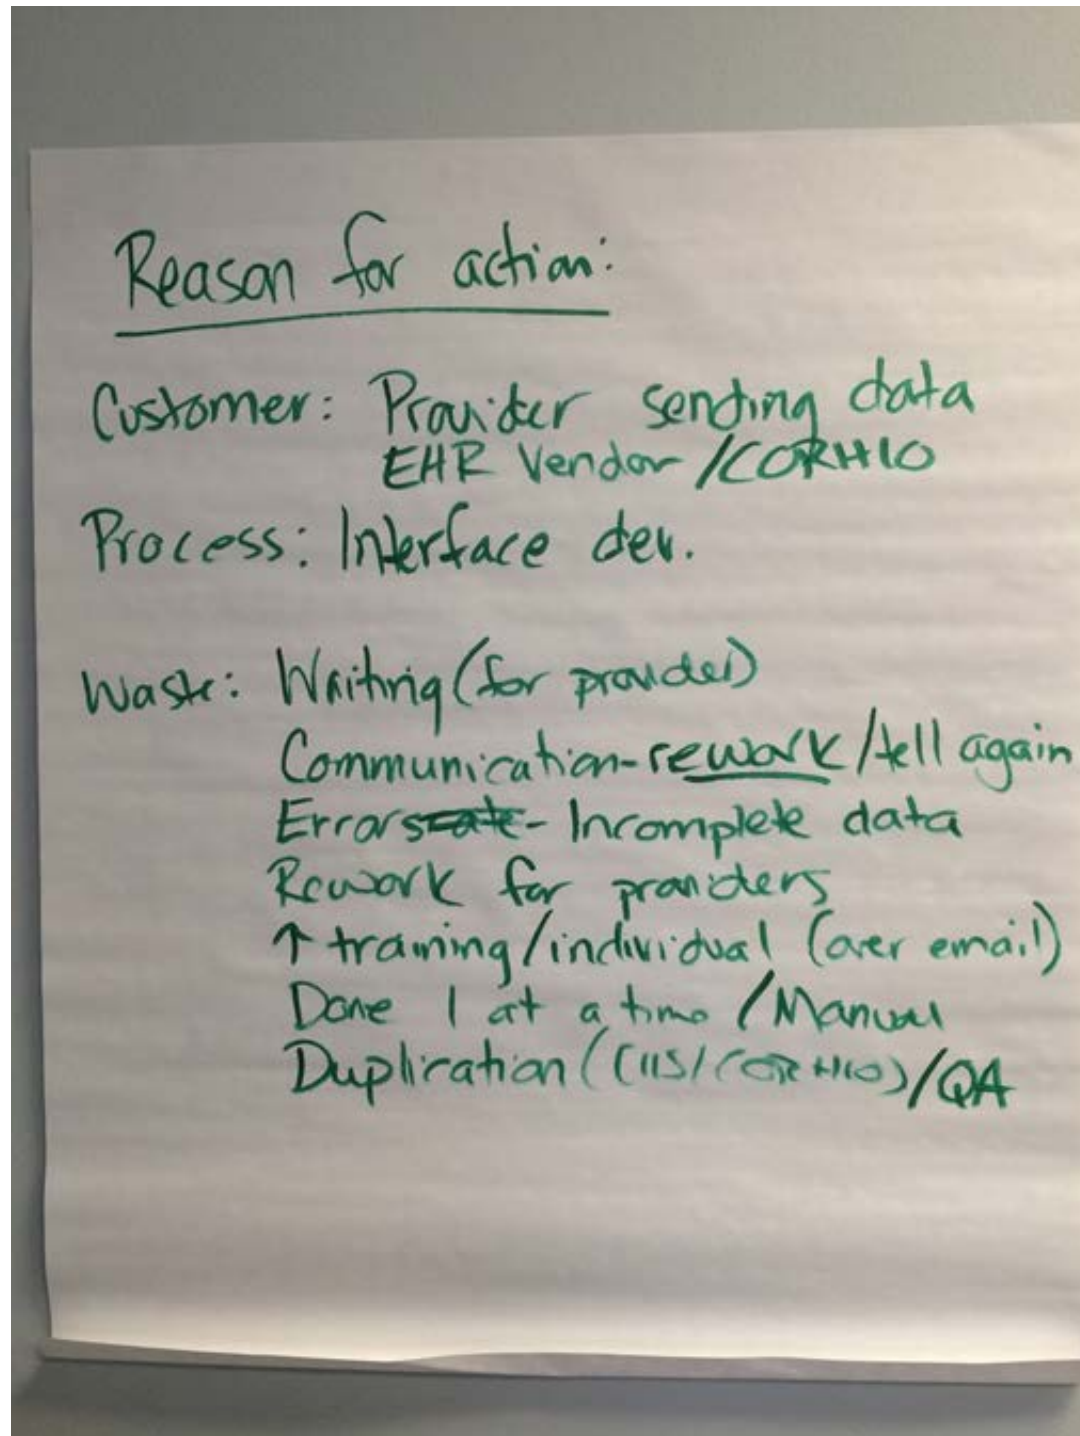 Reason for action:
Customer: Provider sending data
EHR Vendor/CORHIO
Process: Interface dev.
Waste: Waiting (for provider)
Communication-rework/tell again
Errors - Incomplete data
Rework for providers
↑ training/individual (over email)
Done 1 at a time/Manual
Duplication (CIIS/CORHIO)/QA